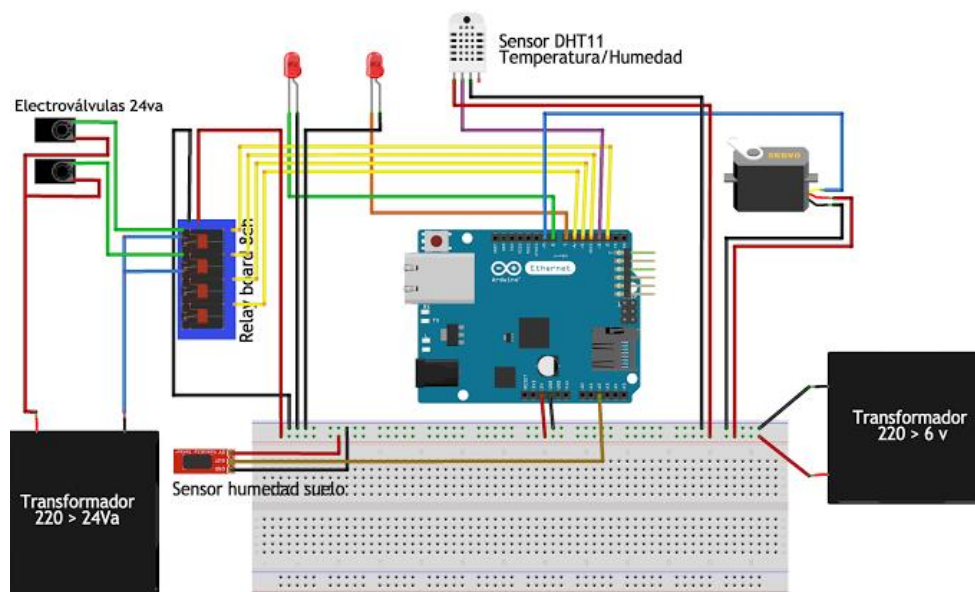 Sensor DHT11
Temperatura/Humedad
Electroválvulas 24va
Relay board 8ch
SERVO
Arduino
Ethernet
RESET
Transformador
220 > 6 v
Sensor humedad suelo:
Transformador
220 > 24Va